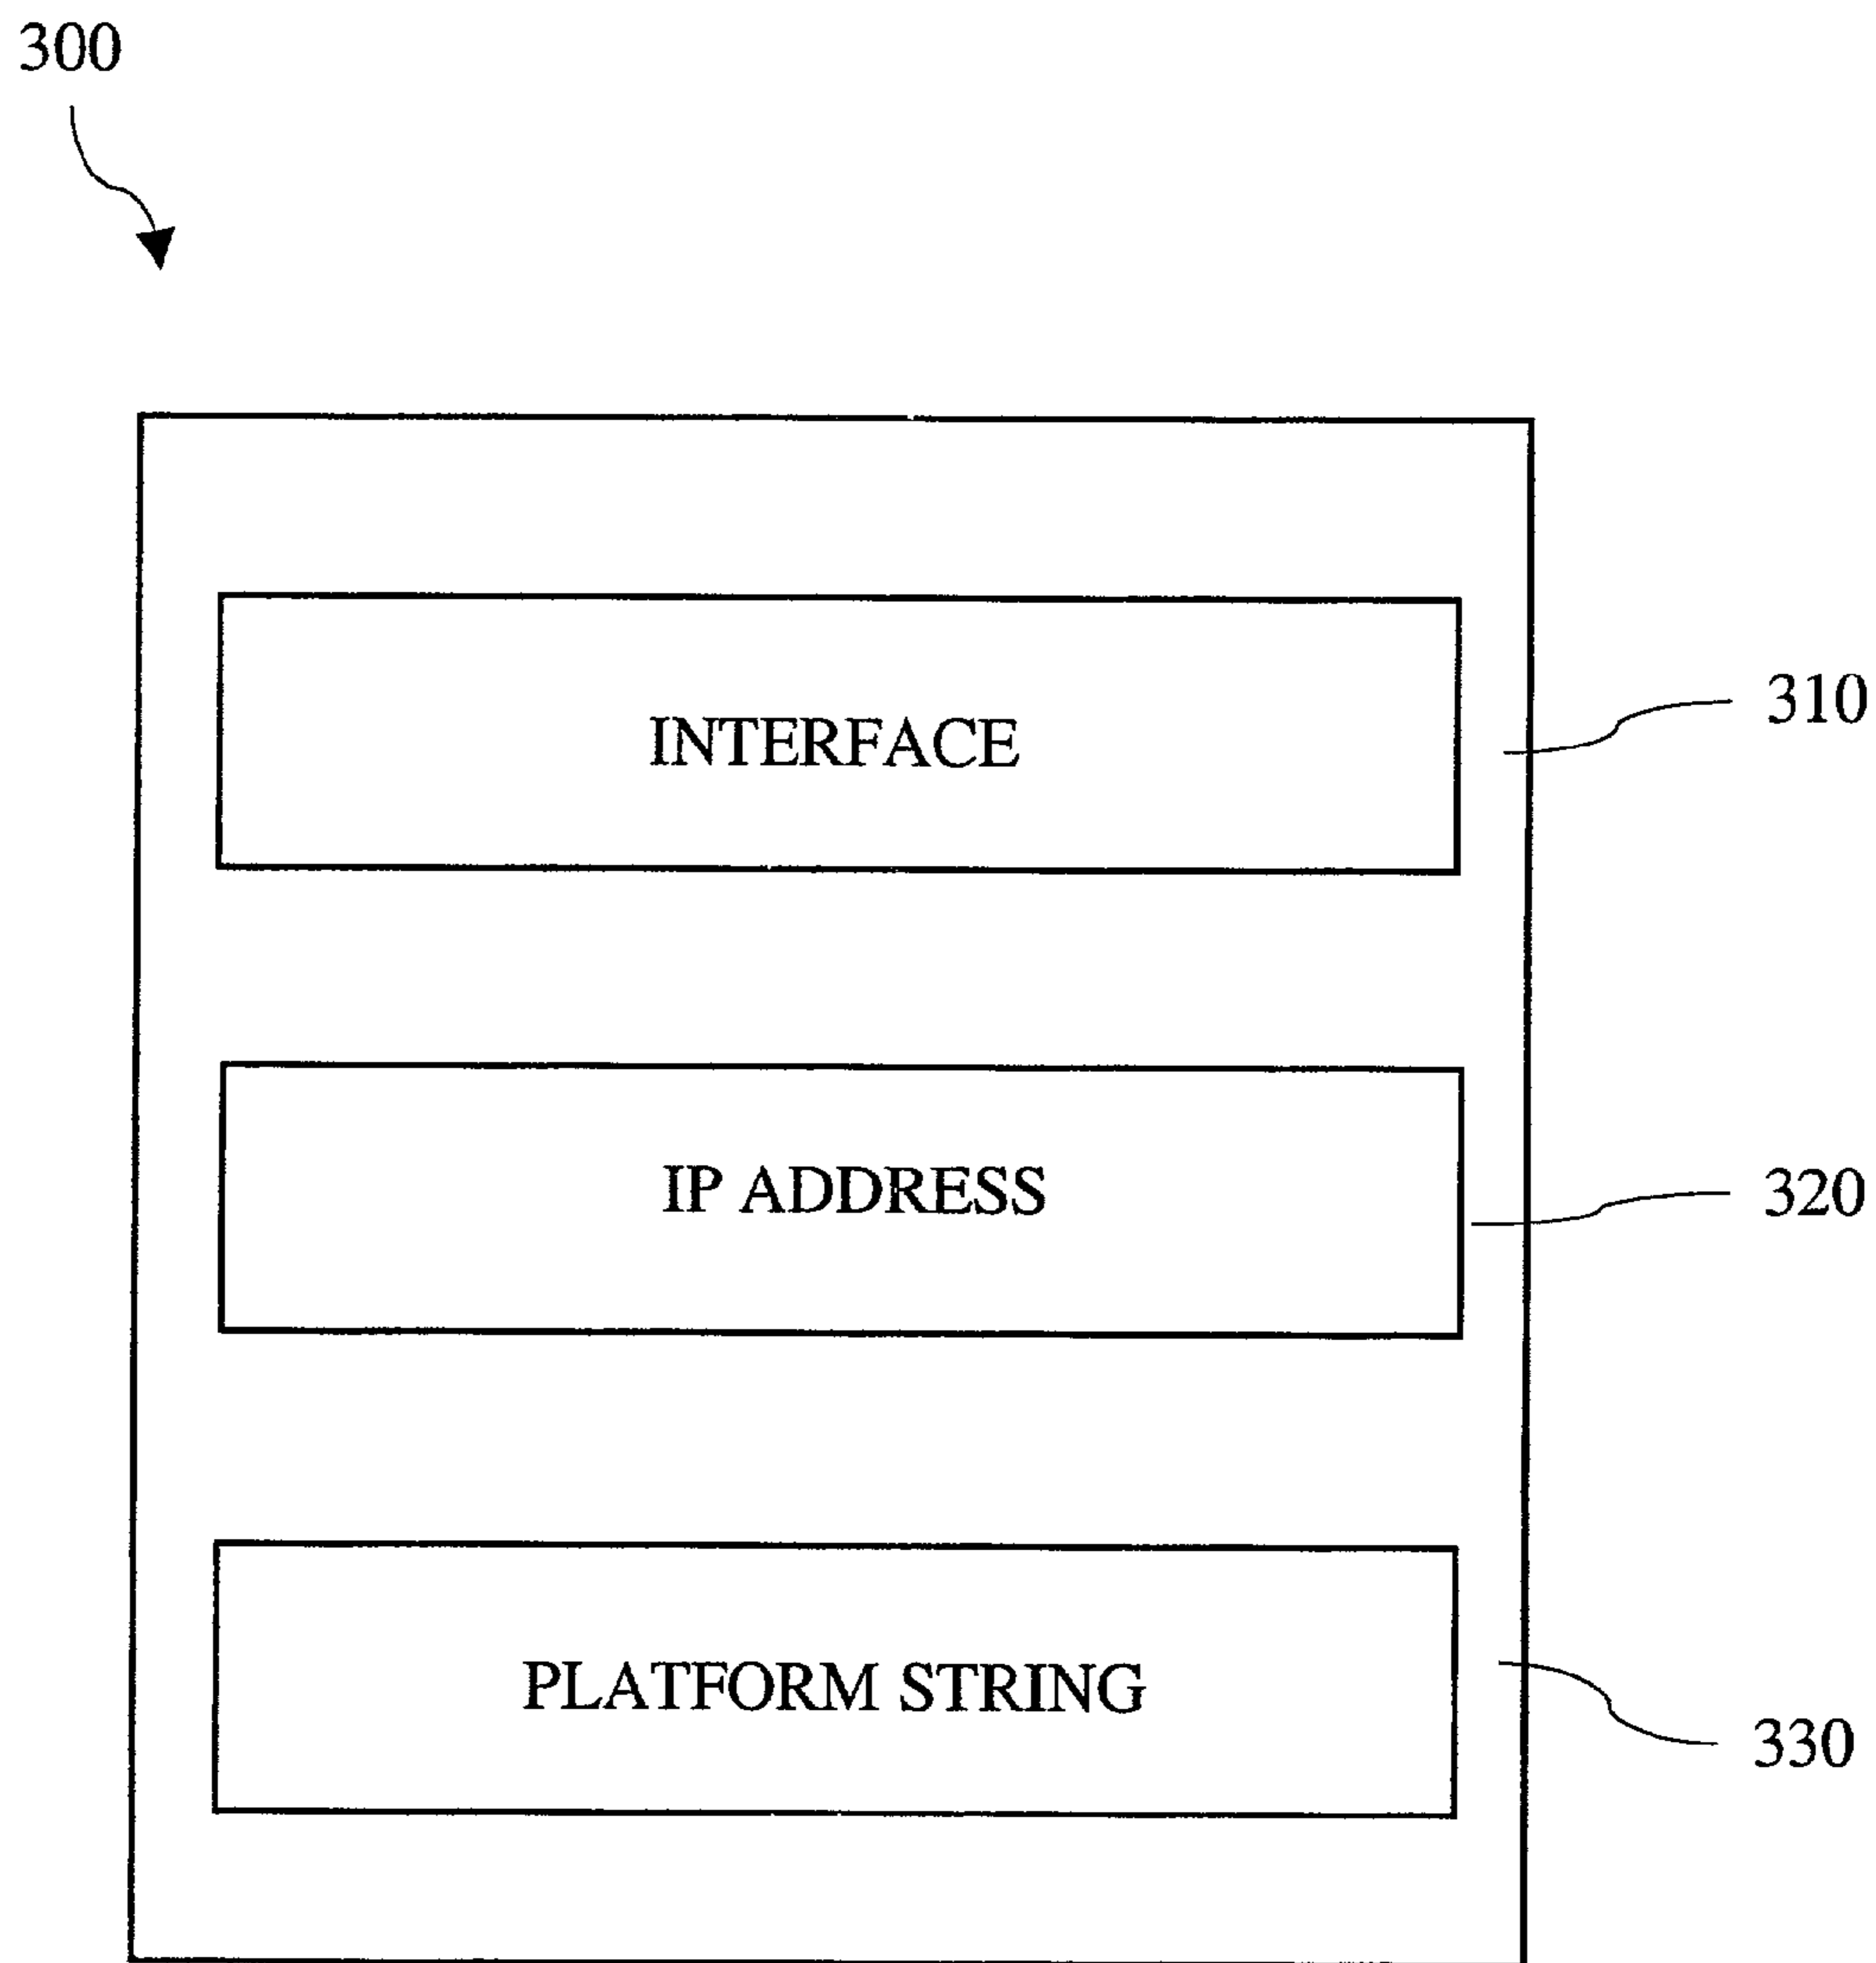 300
INTERFACE
310
IP ADDRESS
320
PLATFORM STRING
330